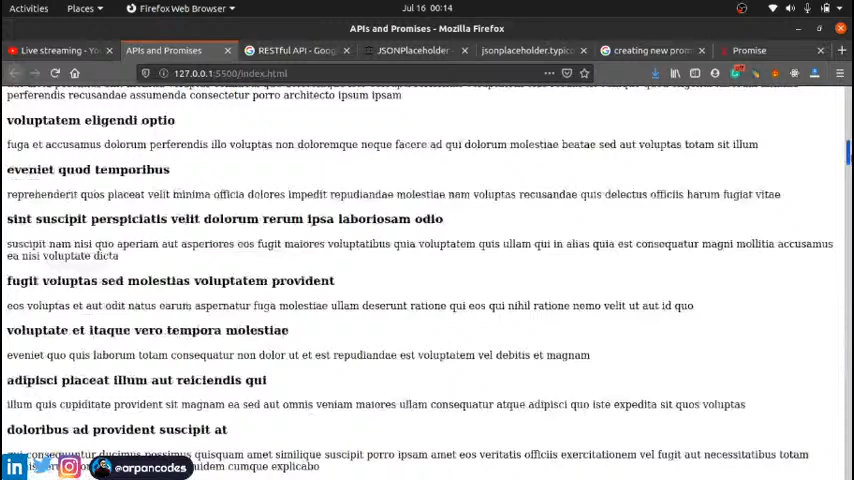 Activities Places Firefox Web Browser Jul 16 00:14
APIs and Promises - Mozilla Firefox
Live streaming - Yo APIs and Promises RESTful API - Goog JSONPlaceholder - jsonplaceholder.typic creating new prom Promise
127.0.0.1:5500/index.html
perferendis recusandae assumenda consectetur porro architecto ipsum ipsam
voluptatem eligendi optio
fuga et accusamus dolorum perferendis illo voluptas non doloremque neque facere ad qui dolorum molestiae beatae sed aut voluptas totam sit illum
eveniet quod temporibus
reprehenderit quos placeat velit minima officia dolores impedit repudiandae molestiae nam voluptas recusandae quis delectus officiis harum fugiat vitae
sint suscipit perspiciatis velit dolorum rerum ipsa laboriosam odio
suscipit nam nisi quo aperiam aut asperiores eos fugit maiores voluptatibus quia voluptatem quis ullam qui in alias quia est consequatur magni mollitia accusamus
ea nisi voluptate dicta
fugit voluptas sed molestias voluptatem provident
eos voluptas et aut odit natus earum aspernatur fuga molestiae ullam deserunt ratione qui eos qui nihil ratione nemo velit ut aut id quo
voluptate et itaque vero tempora molestiae
eveniet quo quis laborum totam consequatur non dolor ut et est repudiandae est voluptatem vel debitis et magnam
adipisci placeat illum aut reiciendis qui
illum quis cupiditate provident sit magnam ea sed aut omnis veniam maiores ullam consequatur atque adipisci quo iste expedita sit quos voluptas
doloribus ad provident suscipit at
qui consequuntur ducimus possimus quisquam amet similique suscipit porro ipsam amet eos veritatis officiis exercitationem vel fugit aut necessitatibus totam
quidem cumque explicabo
@arpancodes